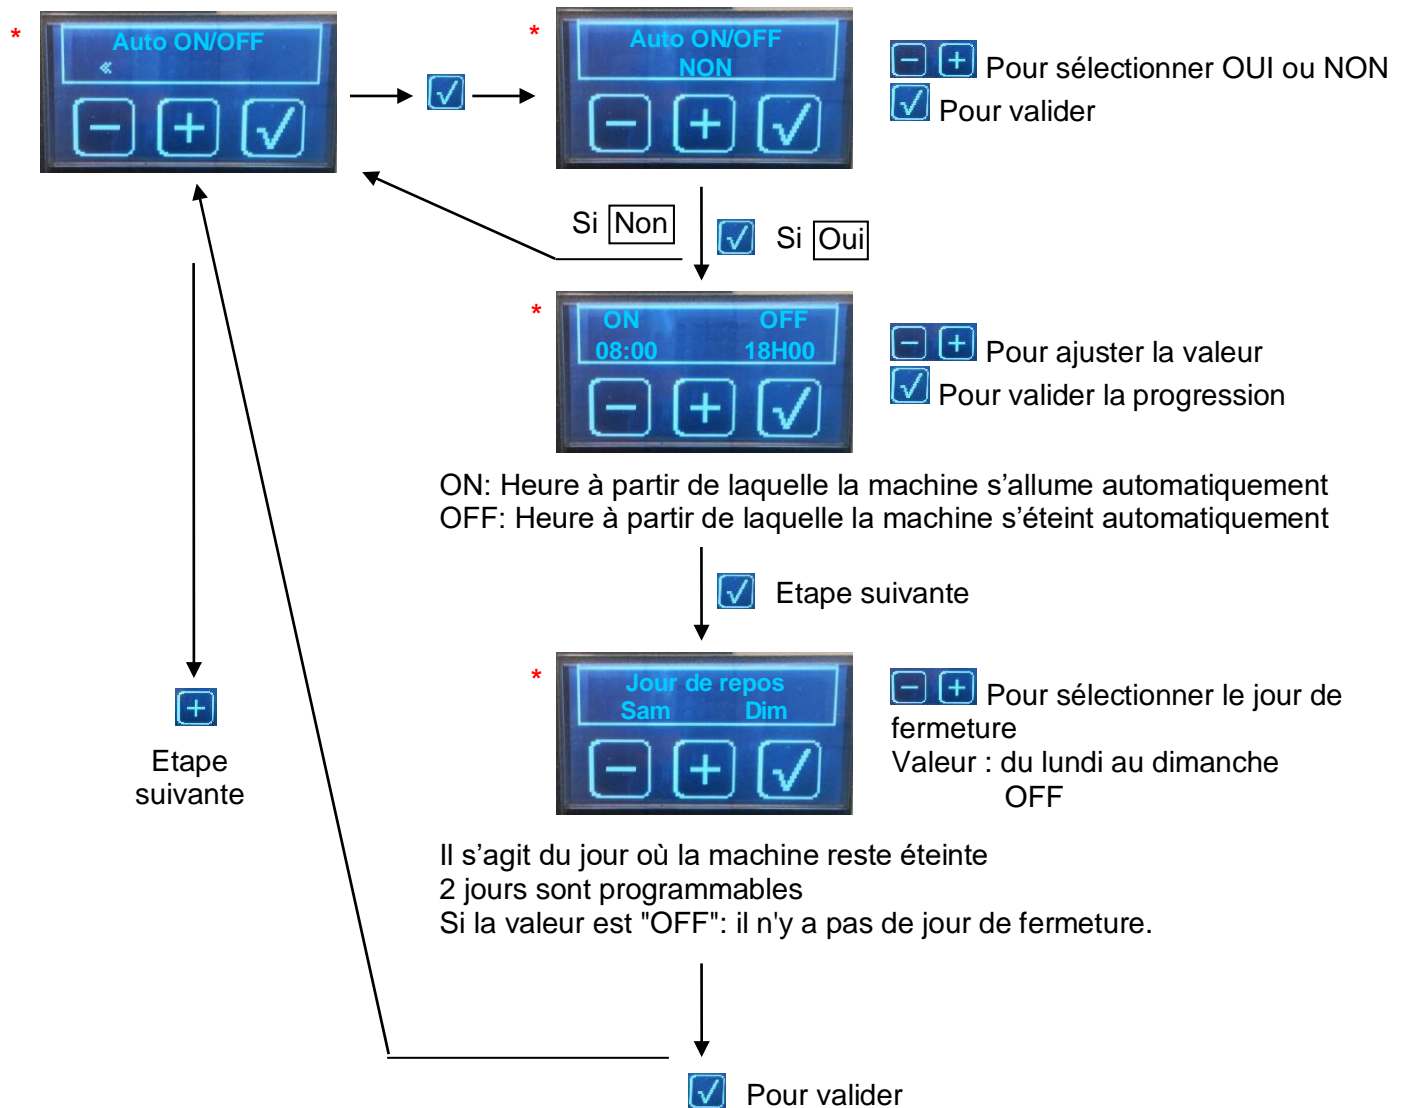 *
Auto ON/OFF
«
*
Auto ON/OFF
NON
- + Pour sélectionner OUI ou NON
√ Pour valider
- + √
√
- + √
Si Non
√ Si Oui
*
ON OFF
08:00 18H00
- + Pour ajuster la valeur
√ Pour valider la progression
- + √
ON: Heure à partir de laquelle la machine s’allume automatiquement
OFF: Heure à partir de laquelle la machine s’éteint automatiquement
√ Etape suivante
*
Jour de repos
Sam Dim
- + √
- + Pour sélectionner le jour de
fermeture
Valeur : du lundi au dimanche
OFF
+
Etape
suivante
Il s’agit du jour où la machine reste éteinte
2 jours sont programmables
Si la valeur est "OFF": il n'y a pas de jour de fermeture.
√ Pour valider